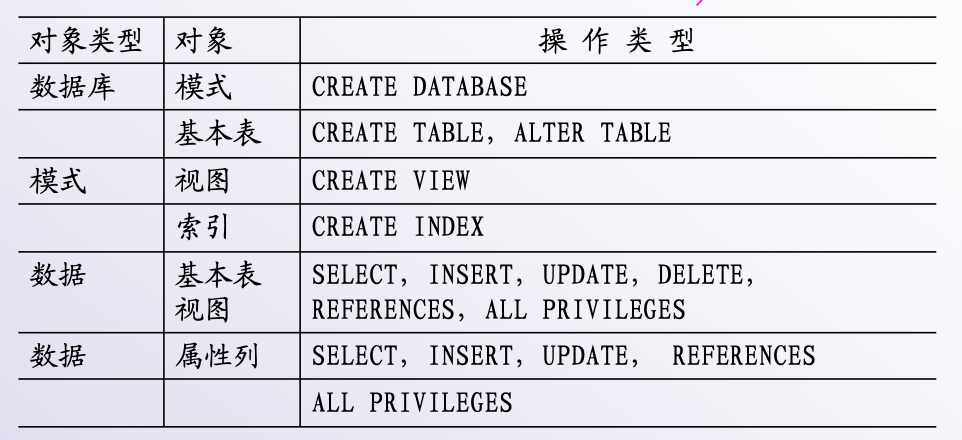 对象类型 对象 操 作 类 型
数据库 模式 CREATE DATABASE
基本表 CREATE TABLE, ALTER TABLE
模式 视图 CREATE VIEW
索引 CREATE INDEX
数据 基本表 SELECT, INSERT, UPDATE, DELETE,
视图 REFERENCES, ALL PRIVILEGES
数据 属性列 SELECT, INSERT, UPDATE, REFERENCES
ALL PRIVILEGES